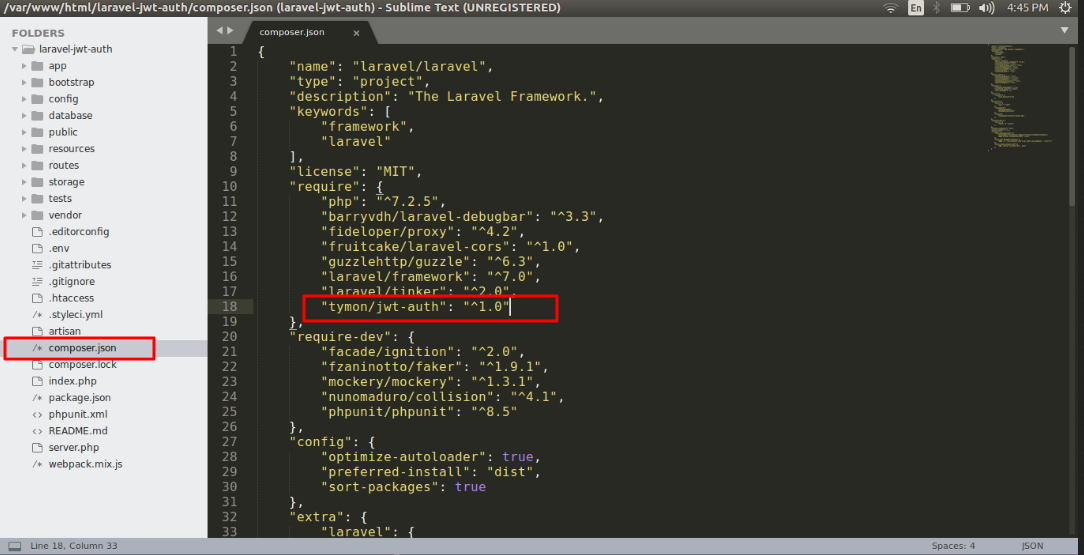 /var/www/html/laravel-jwt-auth/composer.json (laravel-jwt-auth) - Sublime Text (UNREGISTERED)
En
4:45 PM
FOLDERS
laravel-jwt-auth
app
bootstrap
config
database
public
resources
routes
storage
tests
vendor
.editorconfig
.env
.gitattributes
.gitignore
.htaccess
/* .styleci.yml
artisan
/* composer.json
composer.lock
index.php
/* package.json
<> phpunit.xml
<> README.md
server.php
/* webpack.mix.js
composer.json ×
1 {
2 "name": "laravel/laravel",
3 "type": "project",
4 "description": "The Laravel Framework.",
5 "keywords": [
6 "framework",
7 "laravel"
8 ],
9 "license": "MIT",
10 "require": {
11 "php": "^7.2.5",
12 "barryvdh/laravel-debugbar": "^3.3",
13 "fideloper/proxy": "^4.2",
14 "fruitcake/laravel-cors": "^1.0",
15 "guzzlehttp/guzzle": "^6.3",
16 "laravel/framework": "^7.0",
17 "laravel/tinker": "^2.0",
18 "tymon/jwt-auth": "^1.0"
19 },
20 "require-dev": {
21 "facade/ignition": "^2.0",
22 "fzaninotto/faker": "^1.9.1",
23 "mockery/mockery": "^1.3.1",
24 "nunomaduro/collision": "^4.1",
25 "phpunit/phpunit": "^8.5"
26 },
27 "config": {
28 "optimize-autoloader": true,
29 "preferred-install": "dist",
30 "sort-packages": true
31 },
32 "extra": {
33 "laravel": {
Line 18, Column 33
Spaces: 4
JSON